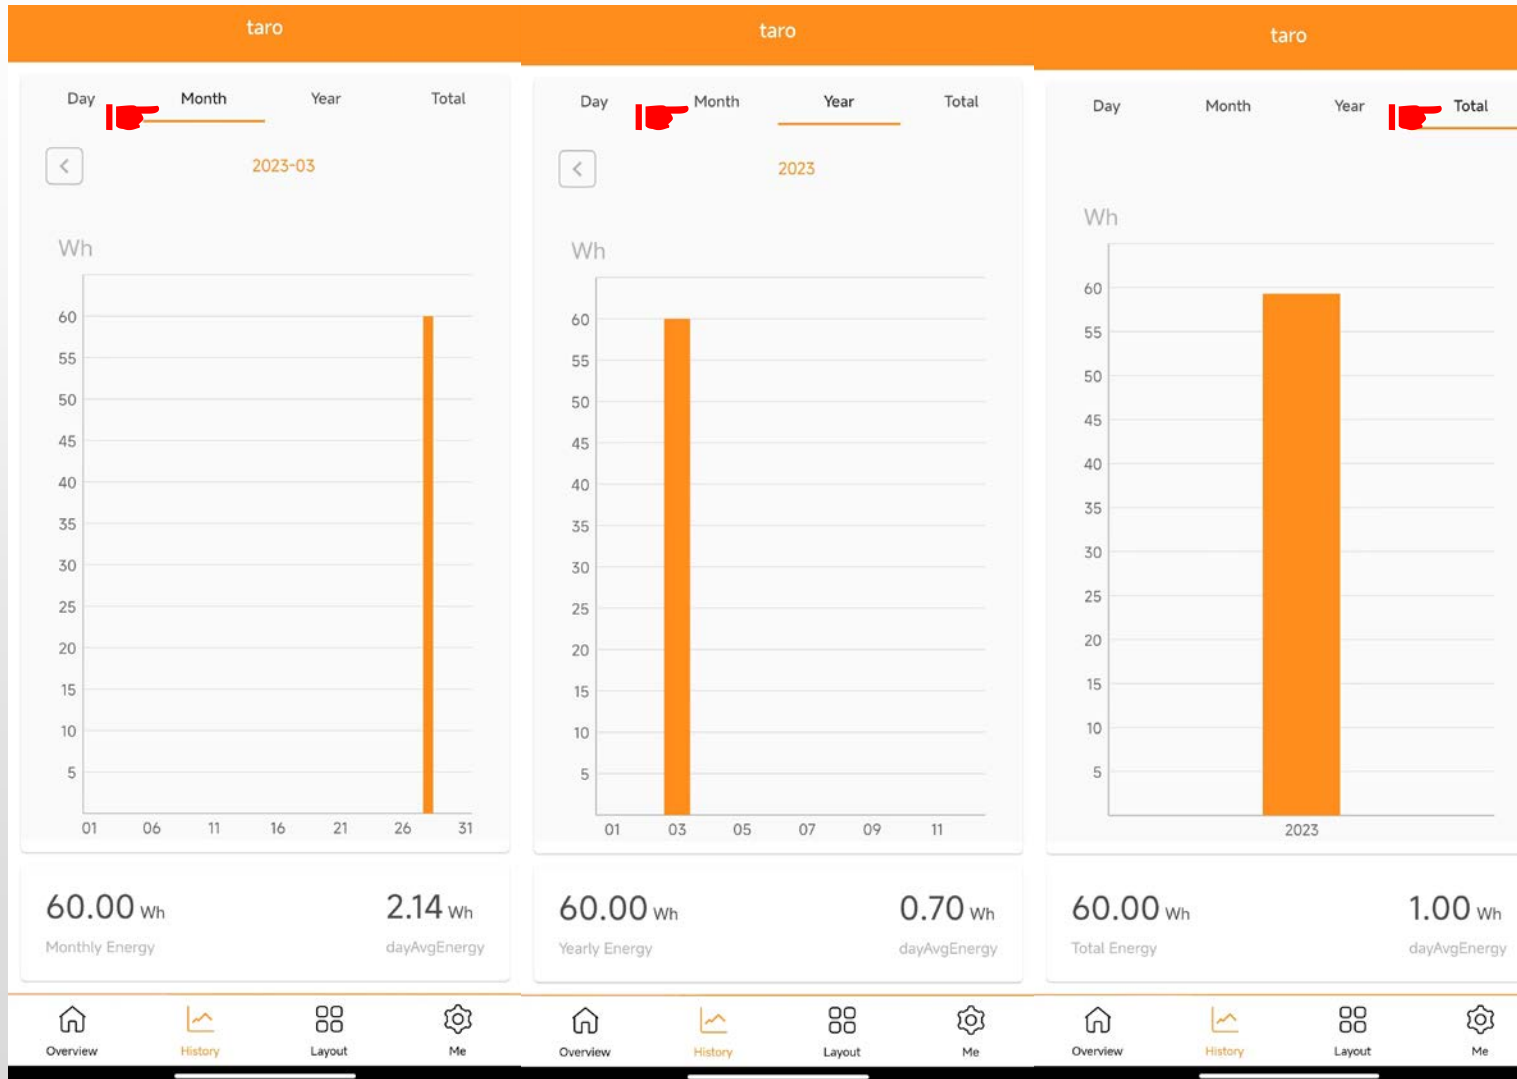 taro
Day Month Year Total
2023-03
Wh
60
55
50
45
40
35
30
25
20
15
10
5
01 06 11 16 21 26 31
60.00 Wh 2.14 Wh
Monthly Energy dayAvgEnergy
Overview History Layout Me
taro
Day Month Year Total
2023
Wh
60
55
50
45
40
35
30
25
20
15
10
5
01 03 05 07 09 11
60.00 Wh 0.70 Wh
Yearly Energy dayAvgEnergy
Overview History Layout Me
taro
Day Month Year Total
Wh
60
55
50
45
40
35
30
25
20
15
10
5
2023
60.00 Wh 1.00 Wh
Total Energy dayAvgEnergy
Overview History Layout Me